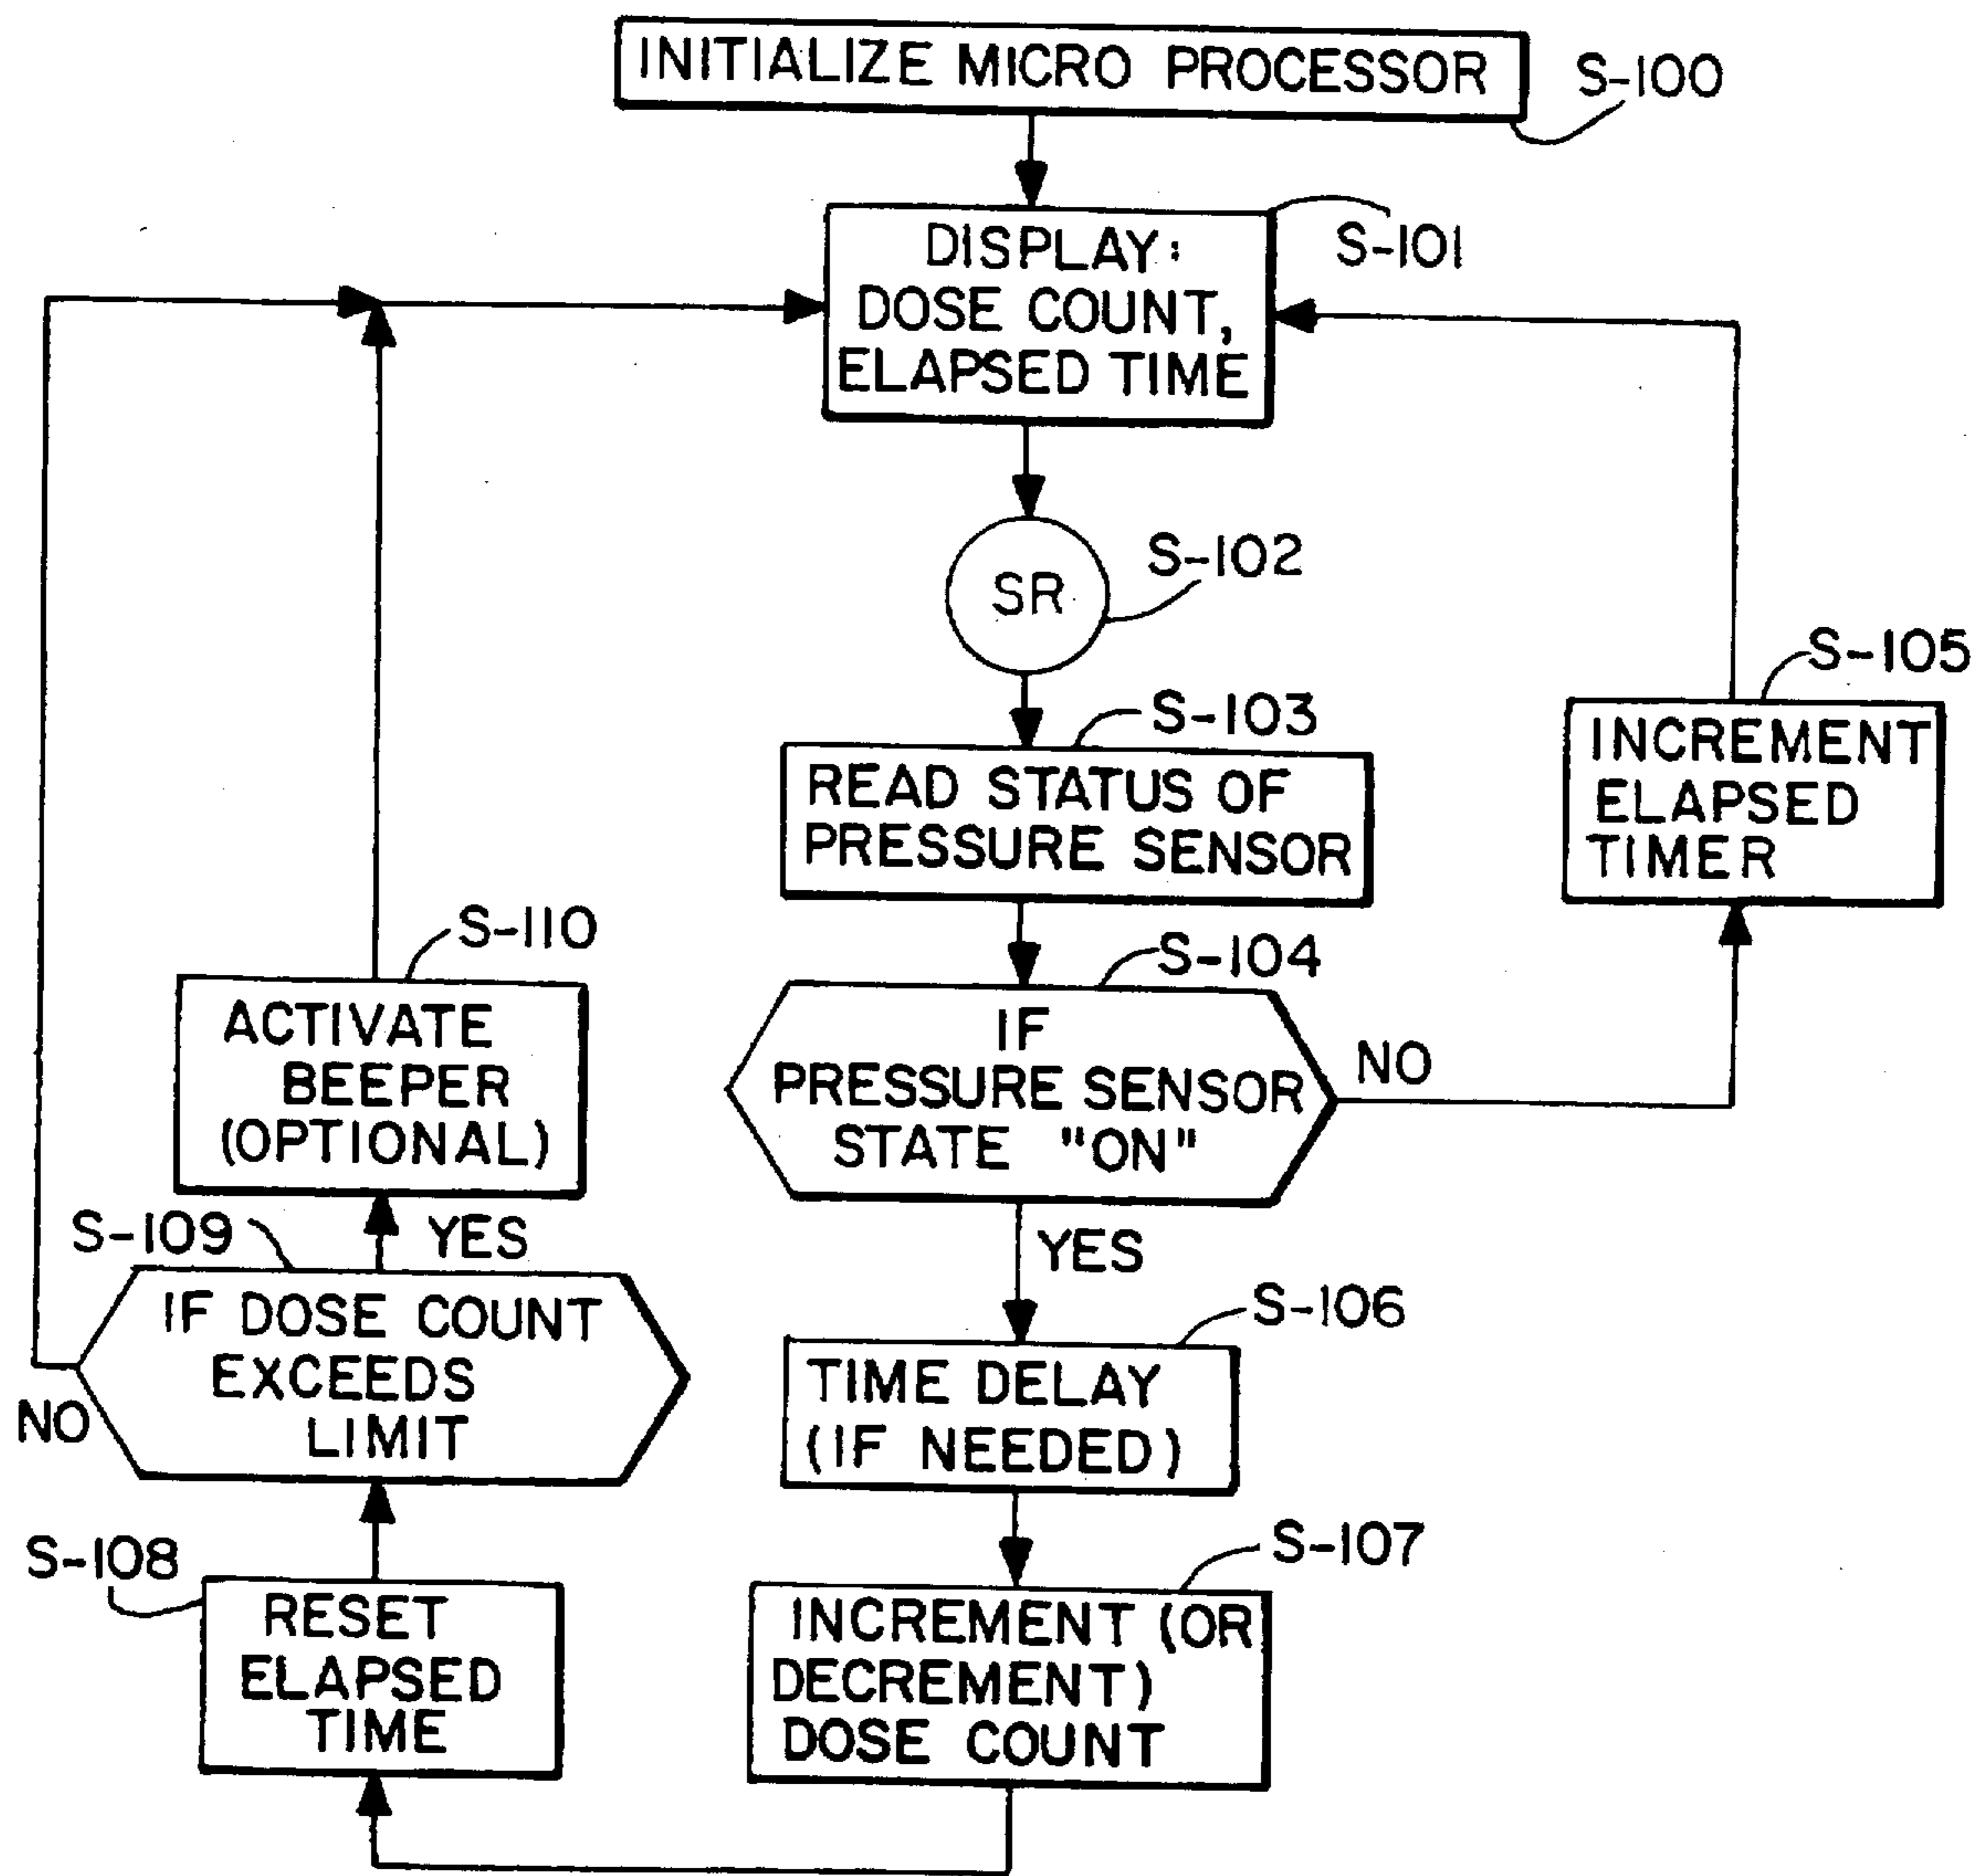 INITIALIZE MICRO PROCESSOR
S-100
DISPLAY:
DOSE COUNT,
ELAPSED TIME
S-101
SR
S-102
S-103
READ STATUS OF
PRESSURE SENSOR
S-105
INCREMENT
ELAPSED
TIMER
S-104
IF
PRESSURE SENSOR
STATE "ON"
NO
YES
S-110
ACTIVATE
BEEPER
(OPTIONAL)
S-109
YES
IF DOSE COUNT
EXCEEDS
LIMIT
NO
S-106
TIME DELAY
(IF NEEDED)
S-107
INCREMENT (OR
DECREMENT)
DOSE COUNT
S-108
RESET
ELAPSED
TIME